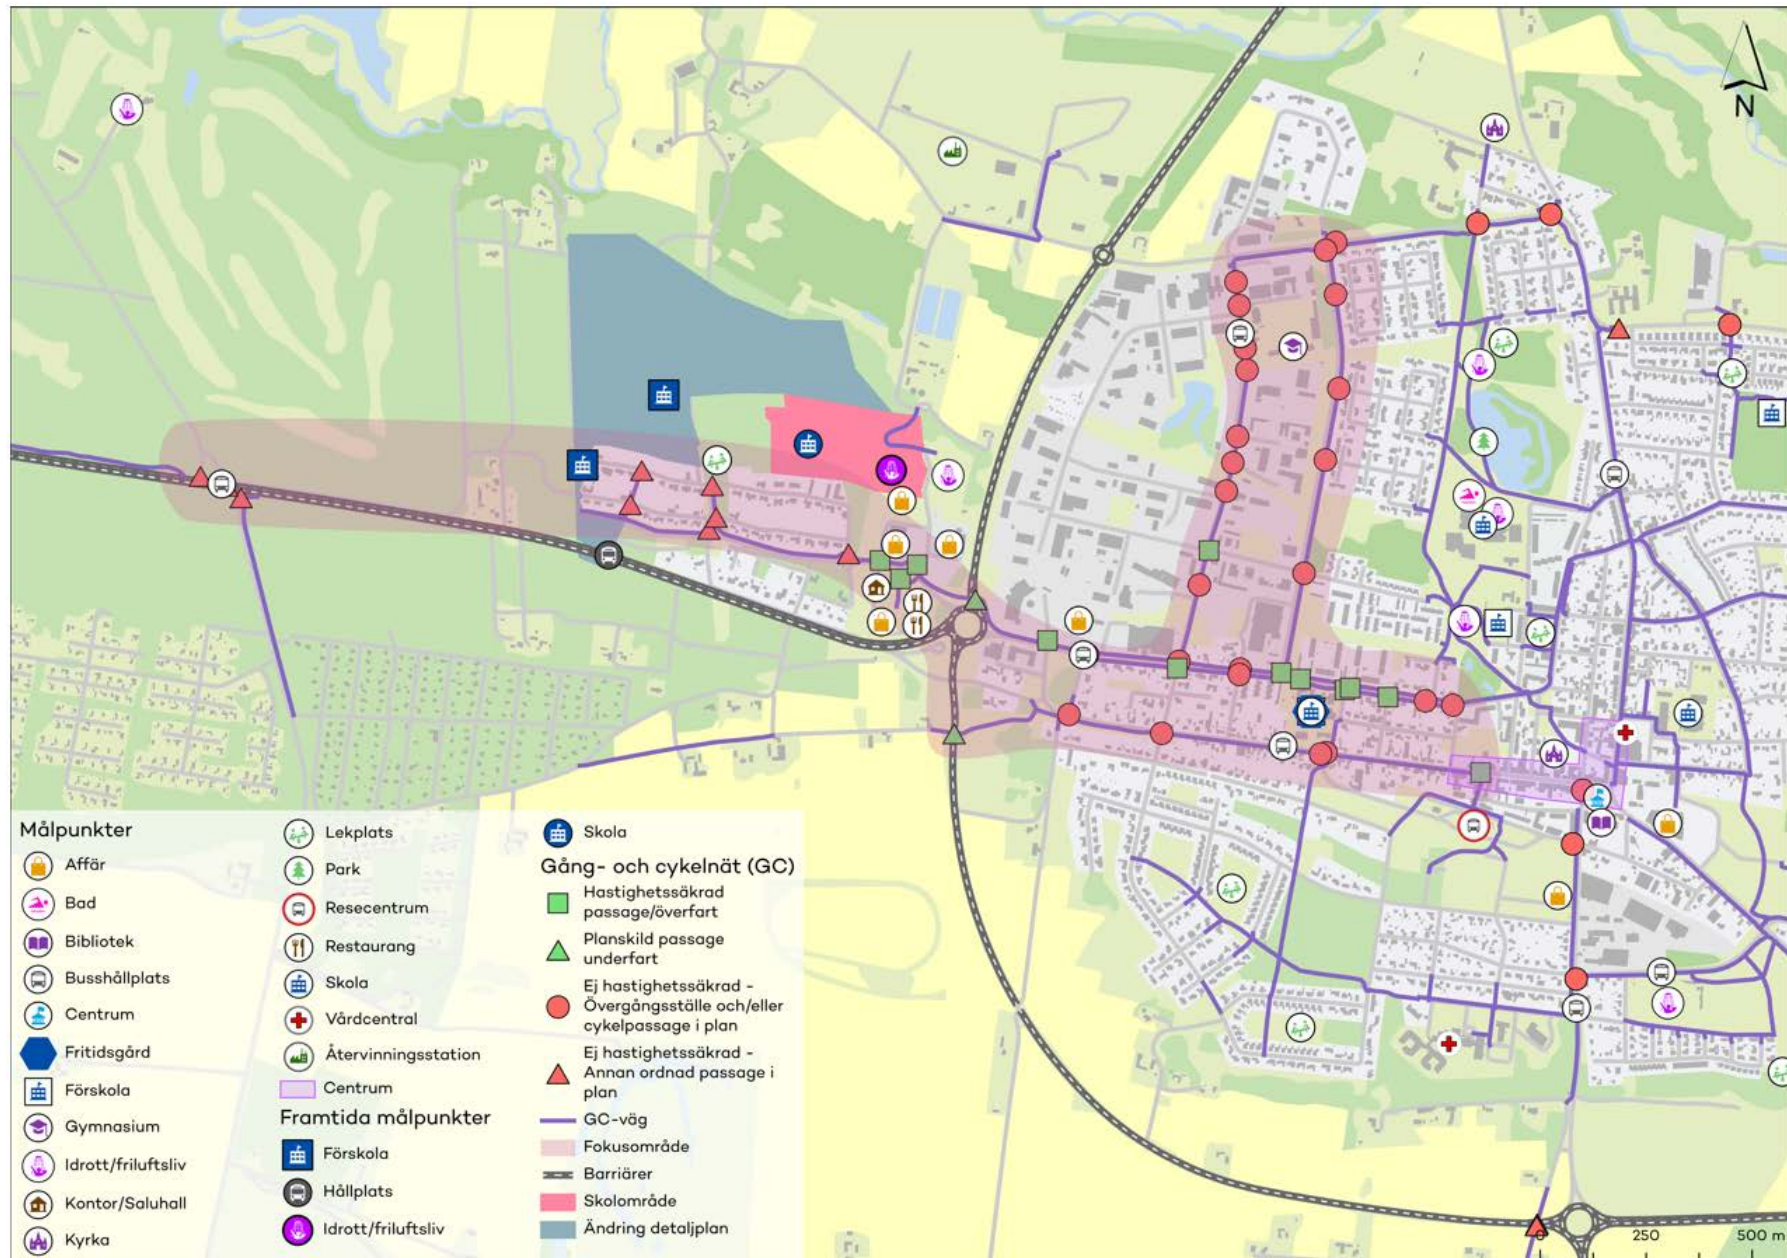 N
Målpunkter
Affär
Bad
Bibliotek
Busshållplats
Centrum
Fritidsgård
Förskola
Gymnasium
Idrott/friluftsliv
Kontor/Saluhall
Kyrka
Lekplats
Park
Resecentrum
Restaurang
Skola
Vårdcentral
Återvinningsstation
Centrum
Framtida målpunkter
Förskola
Hållplats
Idrott/friluftsliv
Skola
Gång- och cykelnät (GC)
Hastighetssäkrad
passage/överfart
Planskild passage
underfart
Ej hastighetssäkrad -
Övergångsställe och/eller
cykelpassage i plan
Ej hastighetssäkrad -
Annan ordnad passage i
plan
GC-väg
Fokusområde
Barriärer
Skolområde
Ändring detaljplan
0 250 500 m